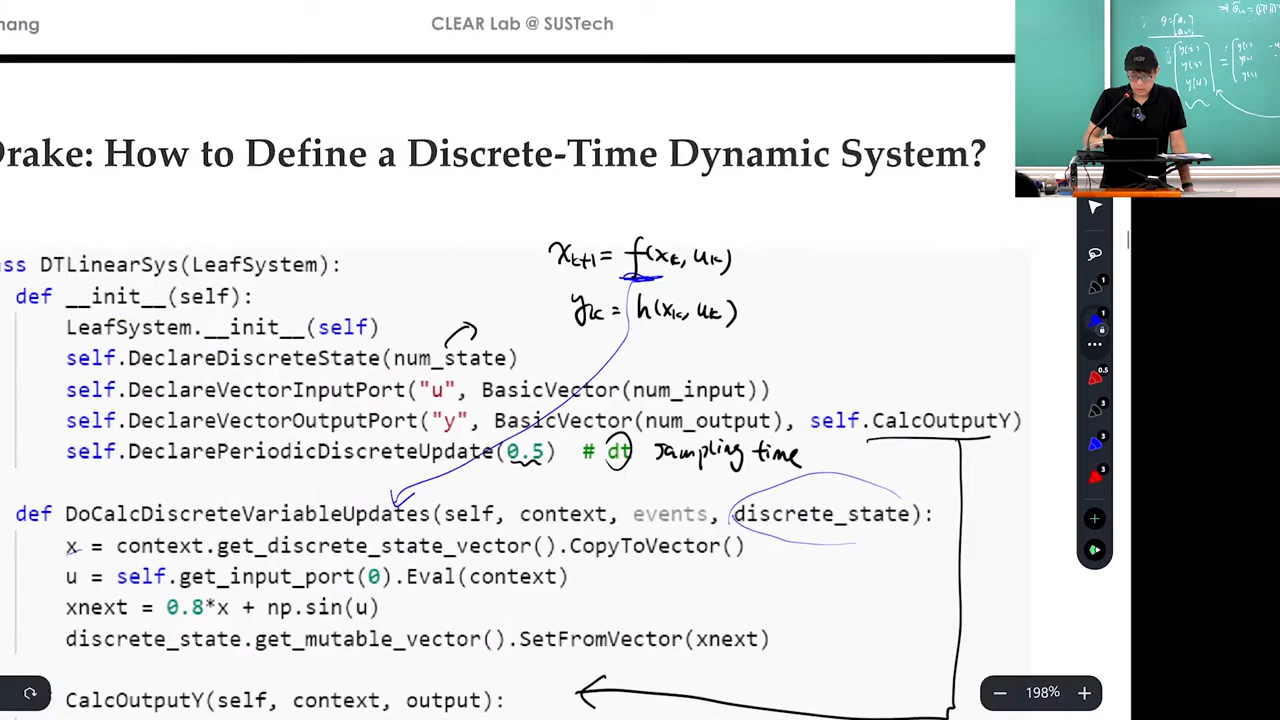 hang
CLEAR Lab @ SUSTech
Drake: How to Define a Discrete-Time Dynamic System?
x_{k+1} = f(x_k, u_k)
y_k = h(x_k, u_k)
ass DTLinearSys(LeafSystem):
def __init__(self):
LeafSystem.__init__(self)
self.DeclareDiscreteState(num_state)
self.DeclareVectorInputPort("u", BasicVector(num_input))
self.DeclareVectorOutputPort("y", BasicVector(num_output), self.CalcOutputY)
self.DeclarePeriodicDiscreteUpdate(0.5) # dt sampling time
def DoCalcDiscreteVariableUpdates(self, context, events, discrete_state):
x = context.get_discrete_state_vector().CopyToVector()
u = self.get_input_port(0).Eval(context)
xnext = 0.8*x + np.sin(u)
discrete_state.get_mutable_vector().SetFromVector(xnext)
CalcOutputY(self, context, output):
198%